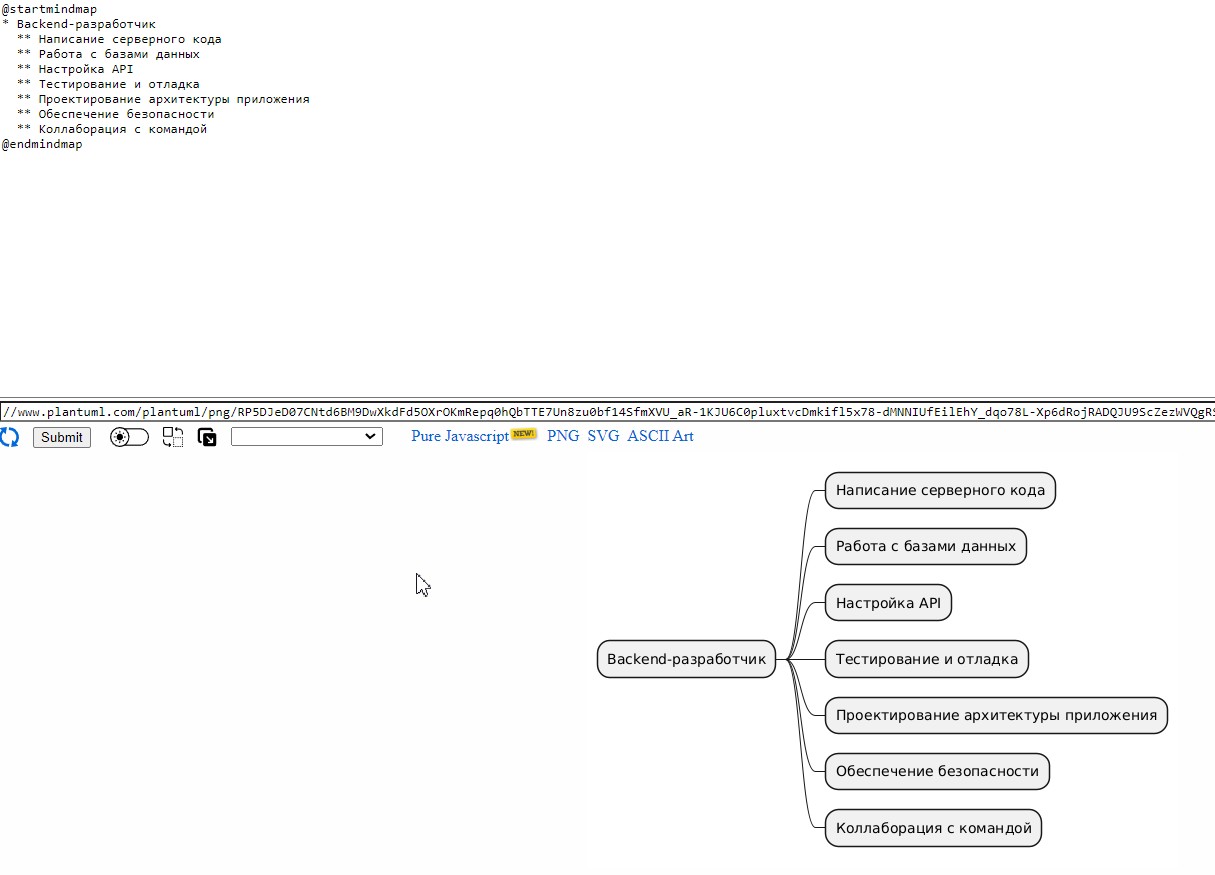 @startmindmap
* Backend-разработчик
** Написание серверного кода
** Работа с базами данных
** Настройка API
** Тестирование и отладка
** Проектирование архитектуры приложения
** Обеспечение безопасности
** Коллаборация с командой
@endmindmap
//www.plantuml.com/plantuml/png/RP5DJeD07CNtd6BM9DwXkdFd5OXrOKmRepq0hQbTTE7Un8zu0bf14SfmXVU_aR-1KJU6C0pluxtvcDmkifl5x78-dMNNIUfEilEhY_dqo78L-Xp6dRojRADQJU9ScZezWVQgRS
Submit Pure Javascript NEW! PNG SVG ASCII Art
Написание серверного кода
Работа с базами данных
Настройка API
Backend-разработчик
Тестирование и отладка
Проектирование архитектуры приложения
Обеспечение безопасности
Коллаборация с командой